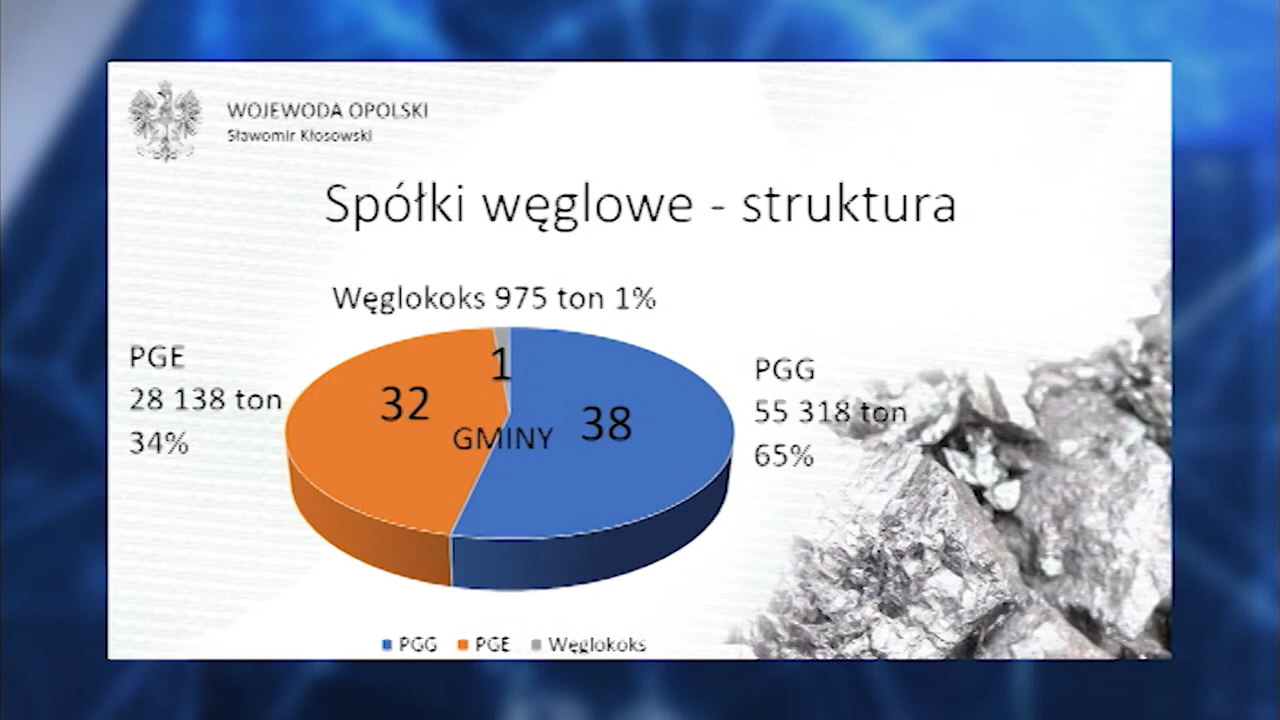 WOJEWODA OPOLSKI
Sławomir Kłosowski
Spółki węglowe - struktura
Węglokoks 975 ton 1%
PGE
28 138 ton
34%
1
32
GMINY
38
PGG
55 318 ton
65%
PGG PGE Węglokoks